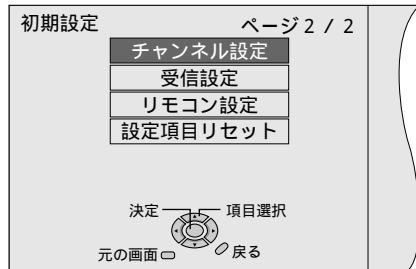 初期設定 ページ2/2
チャンネル設定
受信設定
リモコン設定
設定項目リセット
決定 項目選択
元の画面 戻る